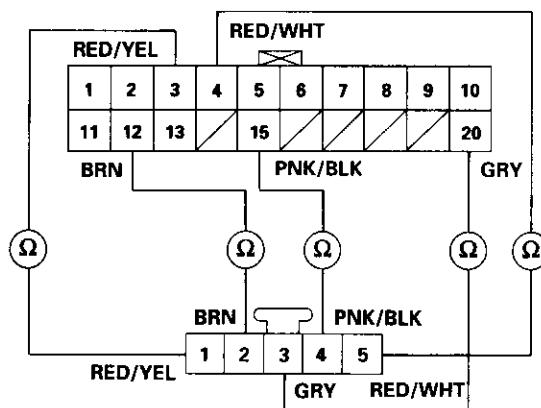 RED/WHT
RED/YEL
1 2 3 4 5 6 7 8 9 10
11 12 13 15 20
BRN PNK/BLK GRY
Ω Ω Ω Ω Ω
BRN PNK/BLK
1 2 3 4 5
RED/YEL GRY RED/WHT